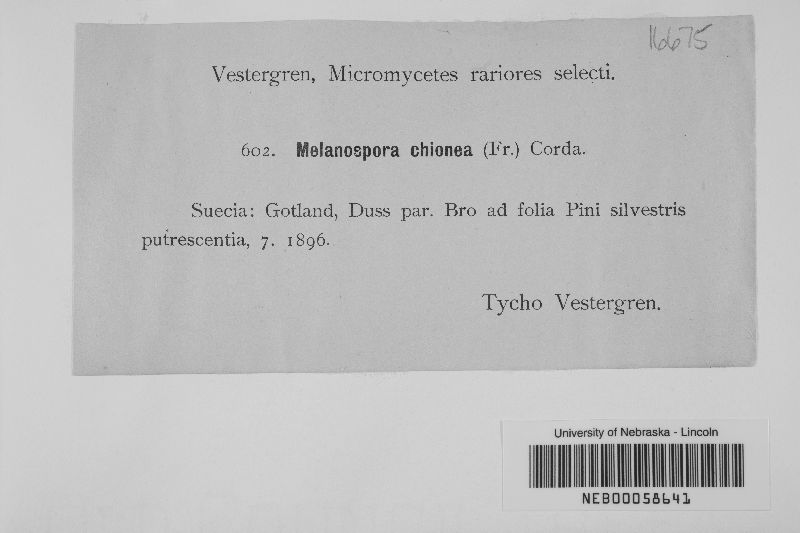 16675
Vestergren, Micromycetes rariores selecti.
602. Melanospora chionea (Fr.) Corda.
Suecia: Gotland, Duss par. Bro ad folia Pini silvestris
putrescentia, 7. 1896.
Tycho Vestergren.
University of Nebraska - Lincoln
NEB00058641